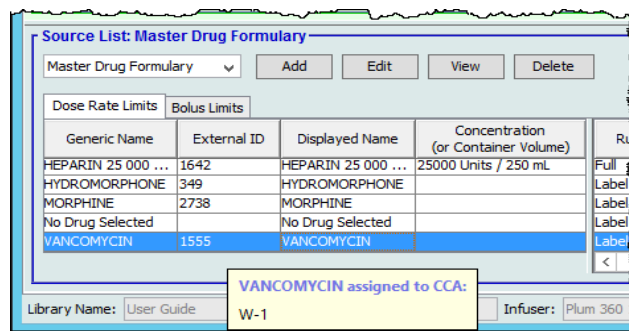 Source List: Master Drug Formulary
Master Drug Formulary Add Edit View Delete
Dose Rate Limits Bolus Limits
Generic Name External ID Displayed Name Concentration
(or Container Volume) Ru
HEPARIN 25 000 ... 1642 HEPARIN 25 000 ... 25000 Units / 250 mL Full
HYDROMORPHONE 349 HYDROMORPHONE Label
MORPHINE 2738 MORPHINE Label
No Drug Selected No Drug Selected Label
VANCOMYCIN 1555 VANCOMYCIN Label
VANCOMYCIN assigned to CCA:
W-1
Library Name: User Guide Infuser: Plum 360